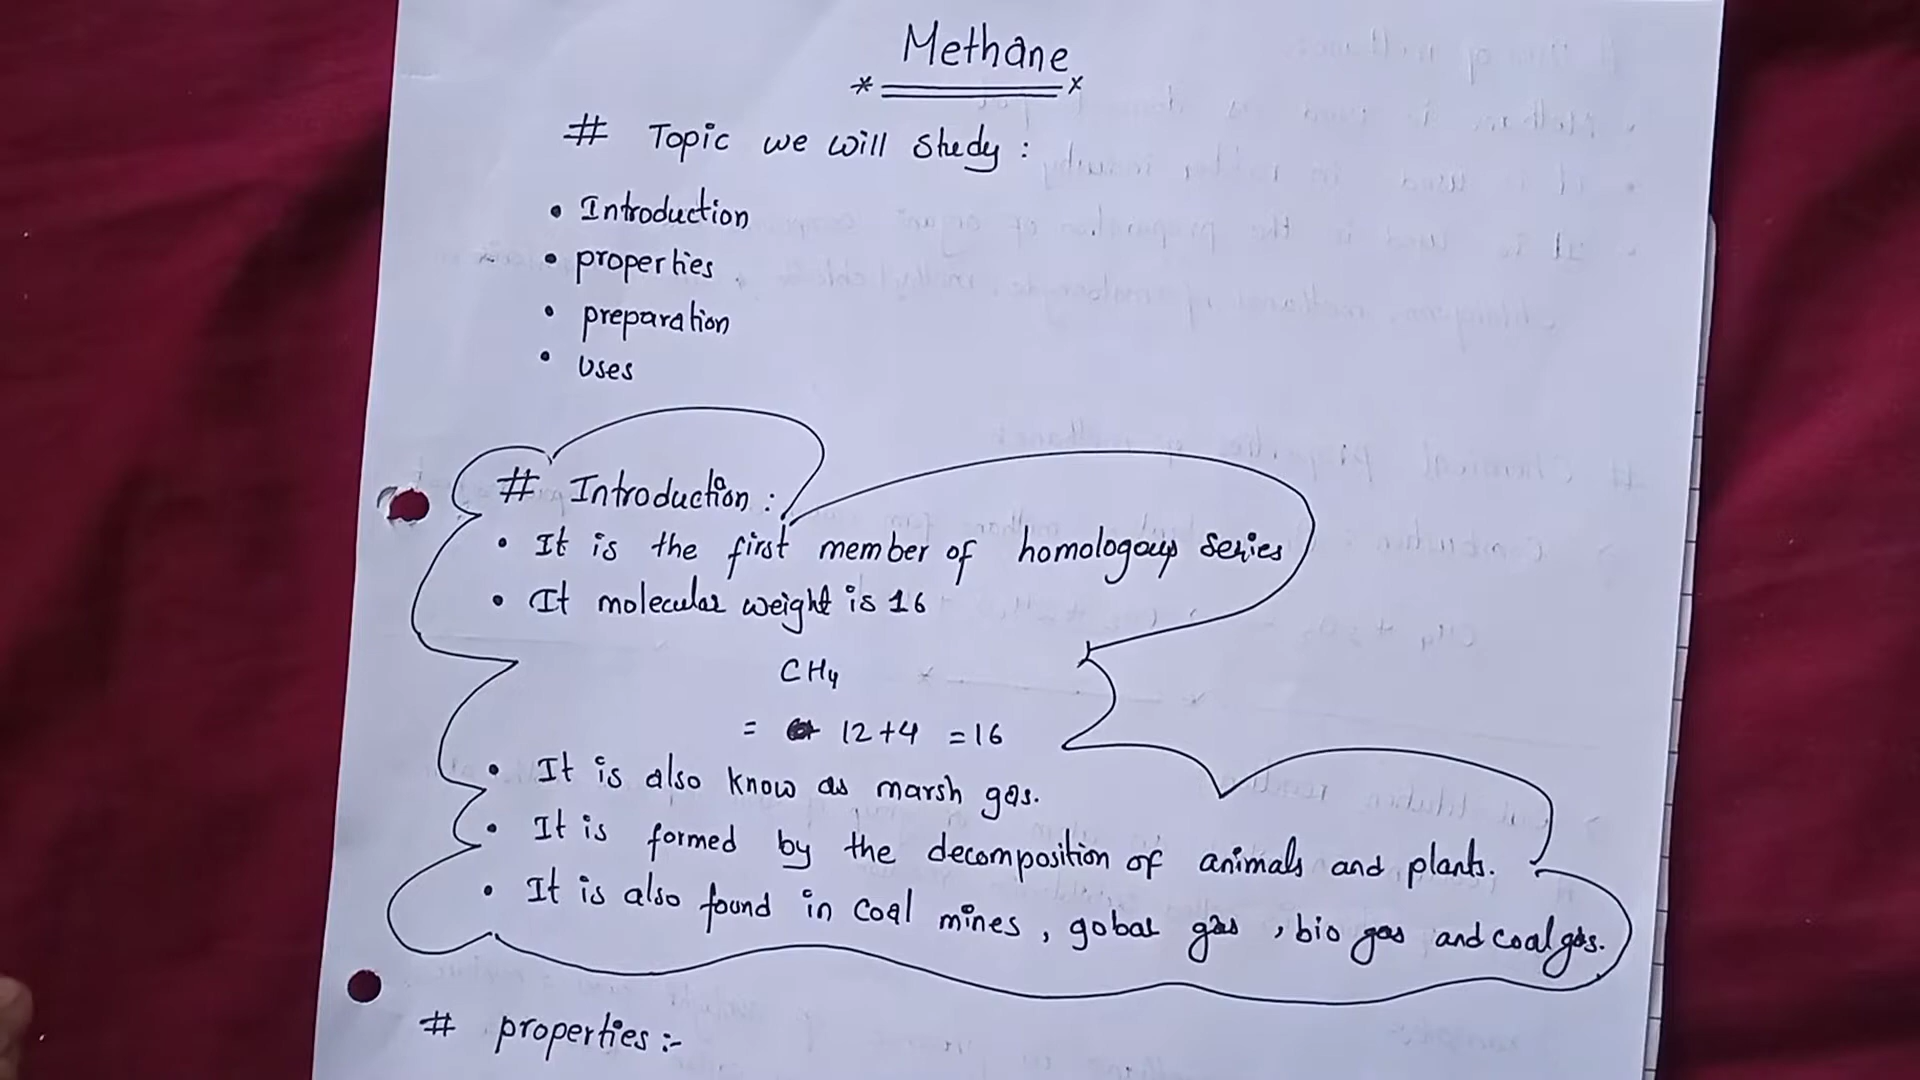 Methane
# Topic we will study :
• Introduction
• properties
• preparation
• uses
# Introduction :
• It is the first member of homologous series
• It molecular weight is 16
CH4
= 12+4 = 16
• It is also know as marsh gas.
• It is formed by the decomposition of animals and plants.
• It is also found in coal mines, gobar gas, bio gas and coal gas.
# properties :-